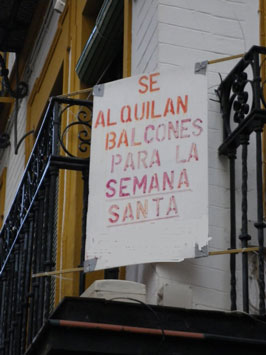 SE
ALQUILAN
BALCONES
PARA LA
SEMANA
SANTA